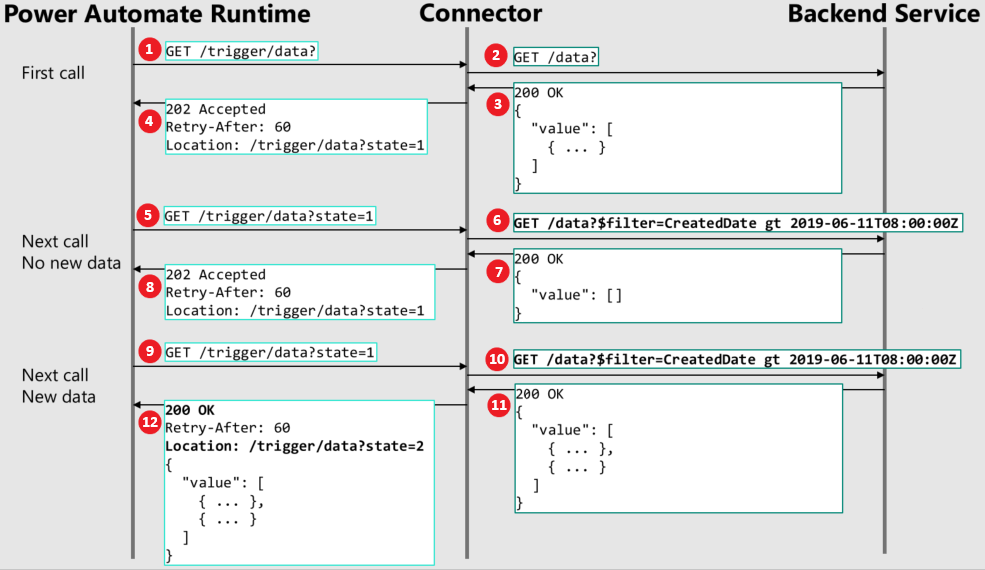 Power Automate Runtime
Connector
Backend Service
First call
1
GET /trigger/data?
2
GET /data?
3
200 OK
{
"value": [
{ ... }
]
}
4
202 Accepted
Retry-After: 60
Location: /trigger/data?state=1
Next call
No new data
5
GET /trigger/data?state=1
6
GET /data?$filter=CreatedDate gt 2019-06-11T08:00:00Z
7
200 OK
{
"value": []
}
8
202 Accepted
Retry-After: 60
Location: /trigger/data?state=1
Next call
New data
9
GET /trigger/data?state=1
10
GET /data?$filter=CreatedDate gt 2019-06-11T08:00:00Z
11
200 OK
{
"value": [
{ ... },
{ ... }
]
}
12
200 OK
Retry-After: 60
Location: /trigger/data?state=2
{
"value": [
{ ... },
{ ... }
]
}